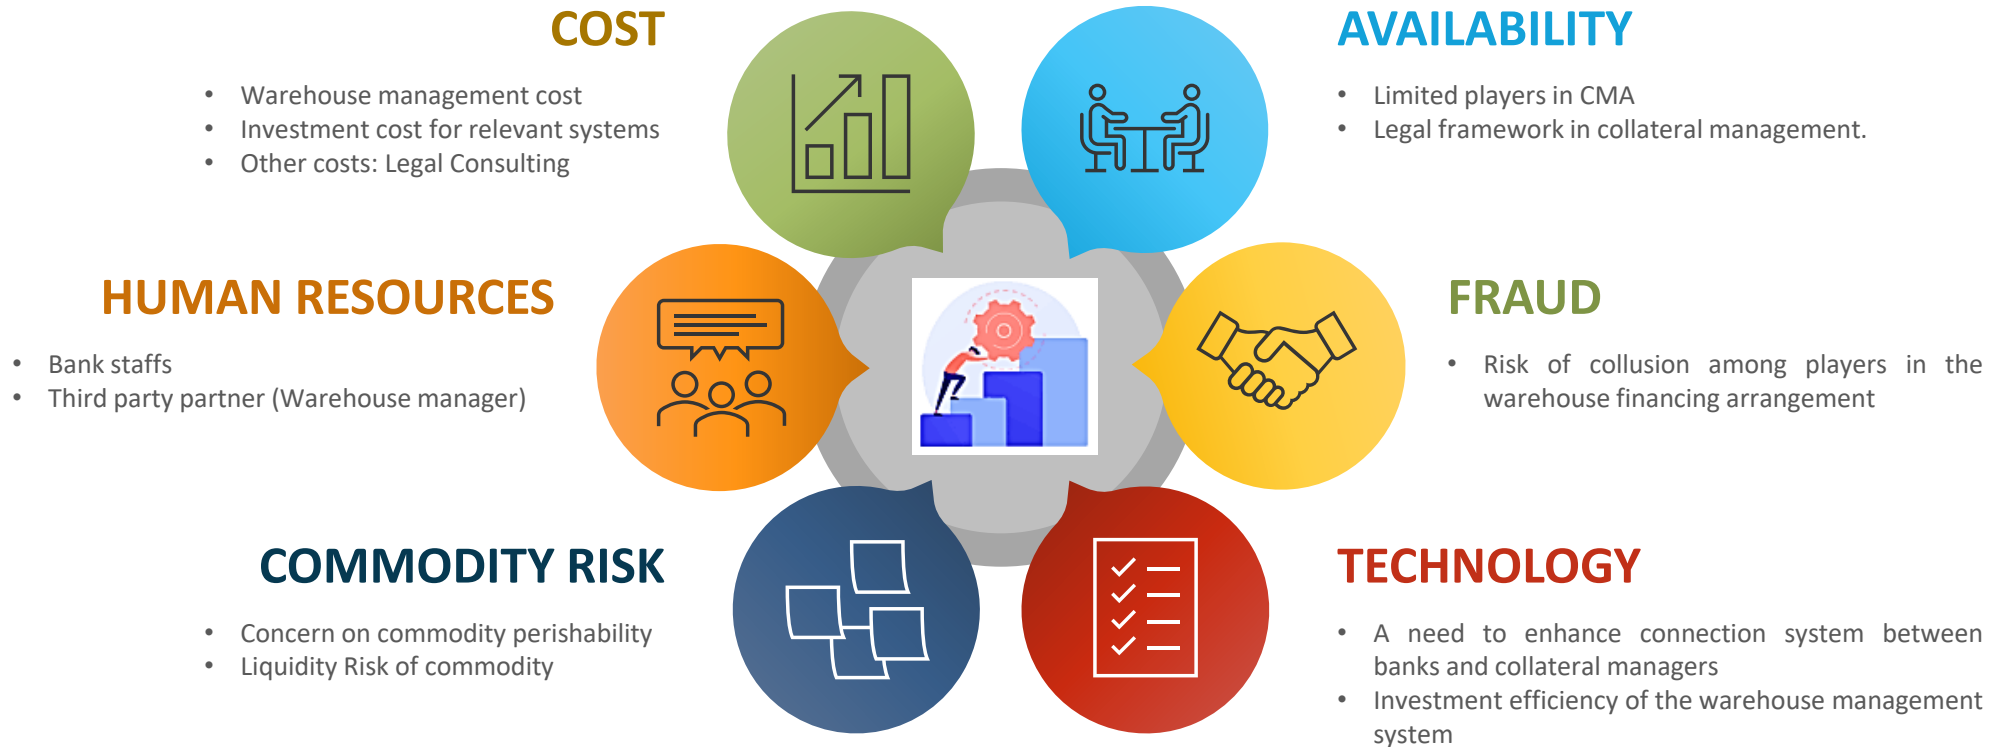 COST
• Warehouse management cost
• Investment cost for relevant systems
• Other costs: Legal Consulting
AVAILABILITY
• Limited players in CMA
• Legal framework in collateral management.
HUMAN RESOURCES
• Bank staffs
• Third party partner (Warehouse manager)
FRAUD
• Risk of collusion among players in the
warehouse financing arrangement
COMMODITY RISK
• Concern on commodity perishability
• Liquidity Risk of commodity
TECHNOLOGY
• A need to enhance connection system between
banks and collateral managers
• Investment efficiency of the warehouse management
system